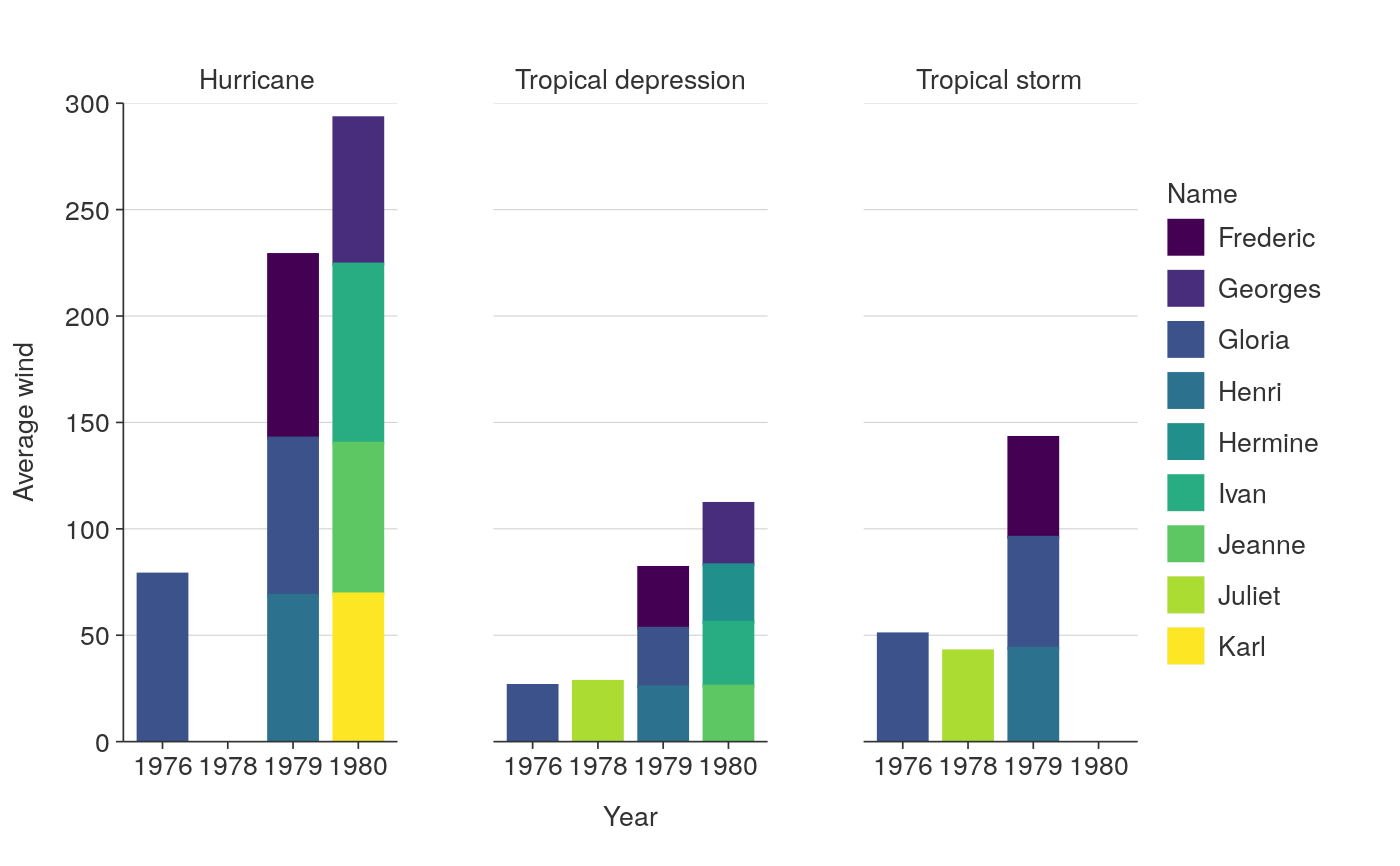 Hurricane
Tropical depression
Tropical storm
300
250
200
150
100
50
0
Average wind
1976 1978 1979 1980
1976 1978 1979 1980
1976 1978 1979 1980
Year
Name
Frederic
Georges
Gloria
Henri
Hermine
Ivan
Jeanne
Juliet
Karl